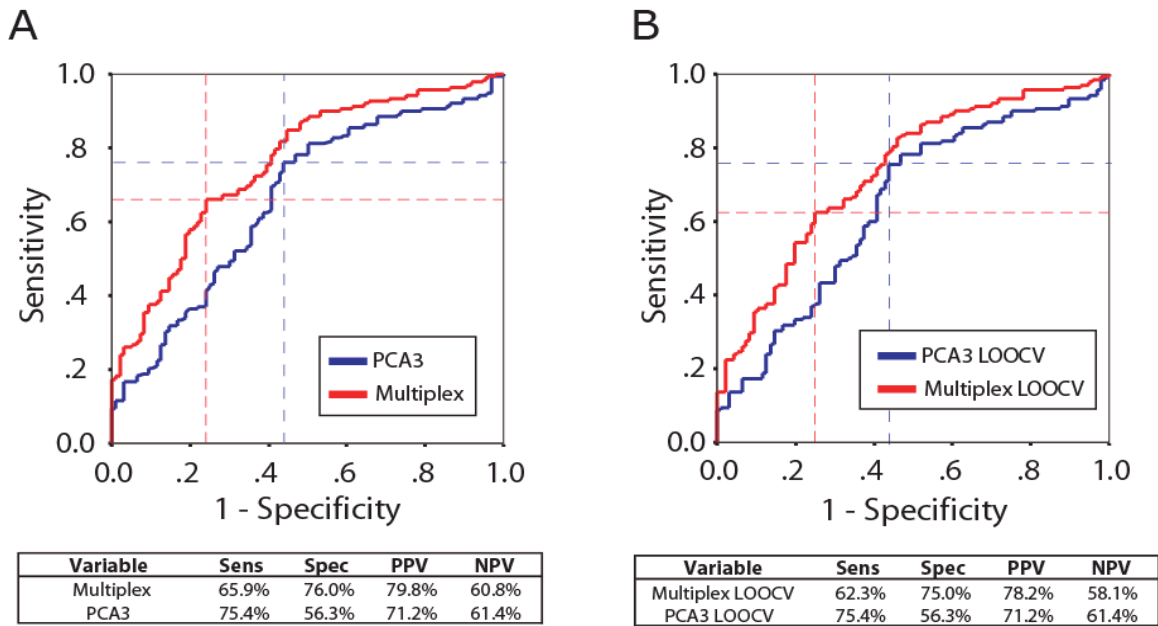 A
1.0
.8
.6
.4
.2
0.0
Sensitivity
PCA3
Multiplex
0.0 .2 .4 .6 .8 1.0
1 - Specificity
Variable Sens Spec PPV NPV
Multiplex 65.9% 76.0% 79.8% 60.8%
PCA3 75.4% 56.3% 71.2% 61.4%
B
1.0
.8
.6
.4
.2
0.0
Sensitivity
PCA3 LOOCV
Multiplex LOOCV
0.0 .2 .4 .6 .8 1.0
1 - Specificity
Variable Sens Spec PPV NPV
Multiplex LOOCV 62.3% 75.0% 78.2% 58.1%
PCA3 LOOCV 75.4% 56.3% 71.2% 61.4%